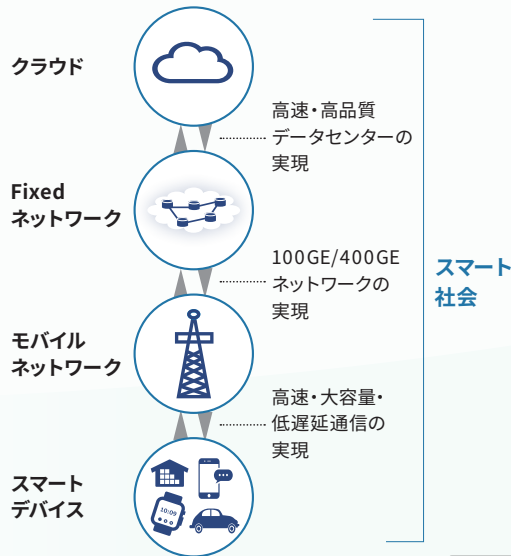 クラウド
高速・高品質
データセンターの
実現
Fixed
ネットワーク
100GE/400GE
ネットワークの
実現
スマート
社会
モバイル
ネットワーク
高速・大容量・
低遅延通信の
実現
スマート
デバイス
10:09